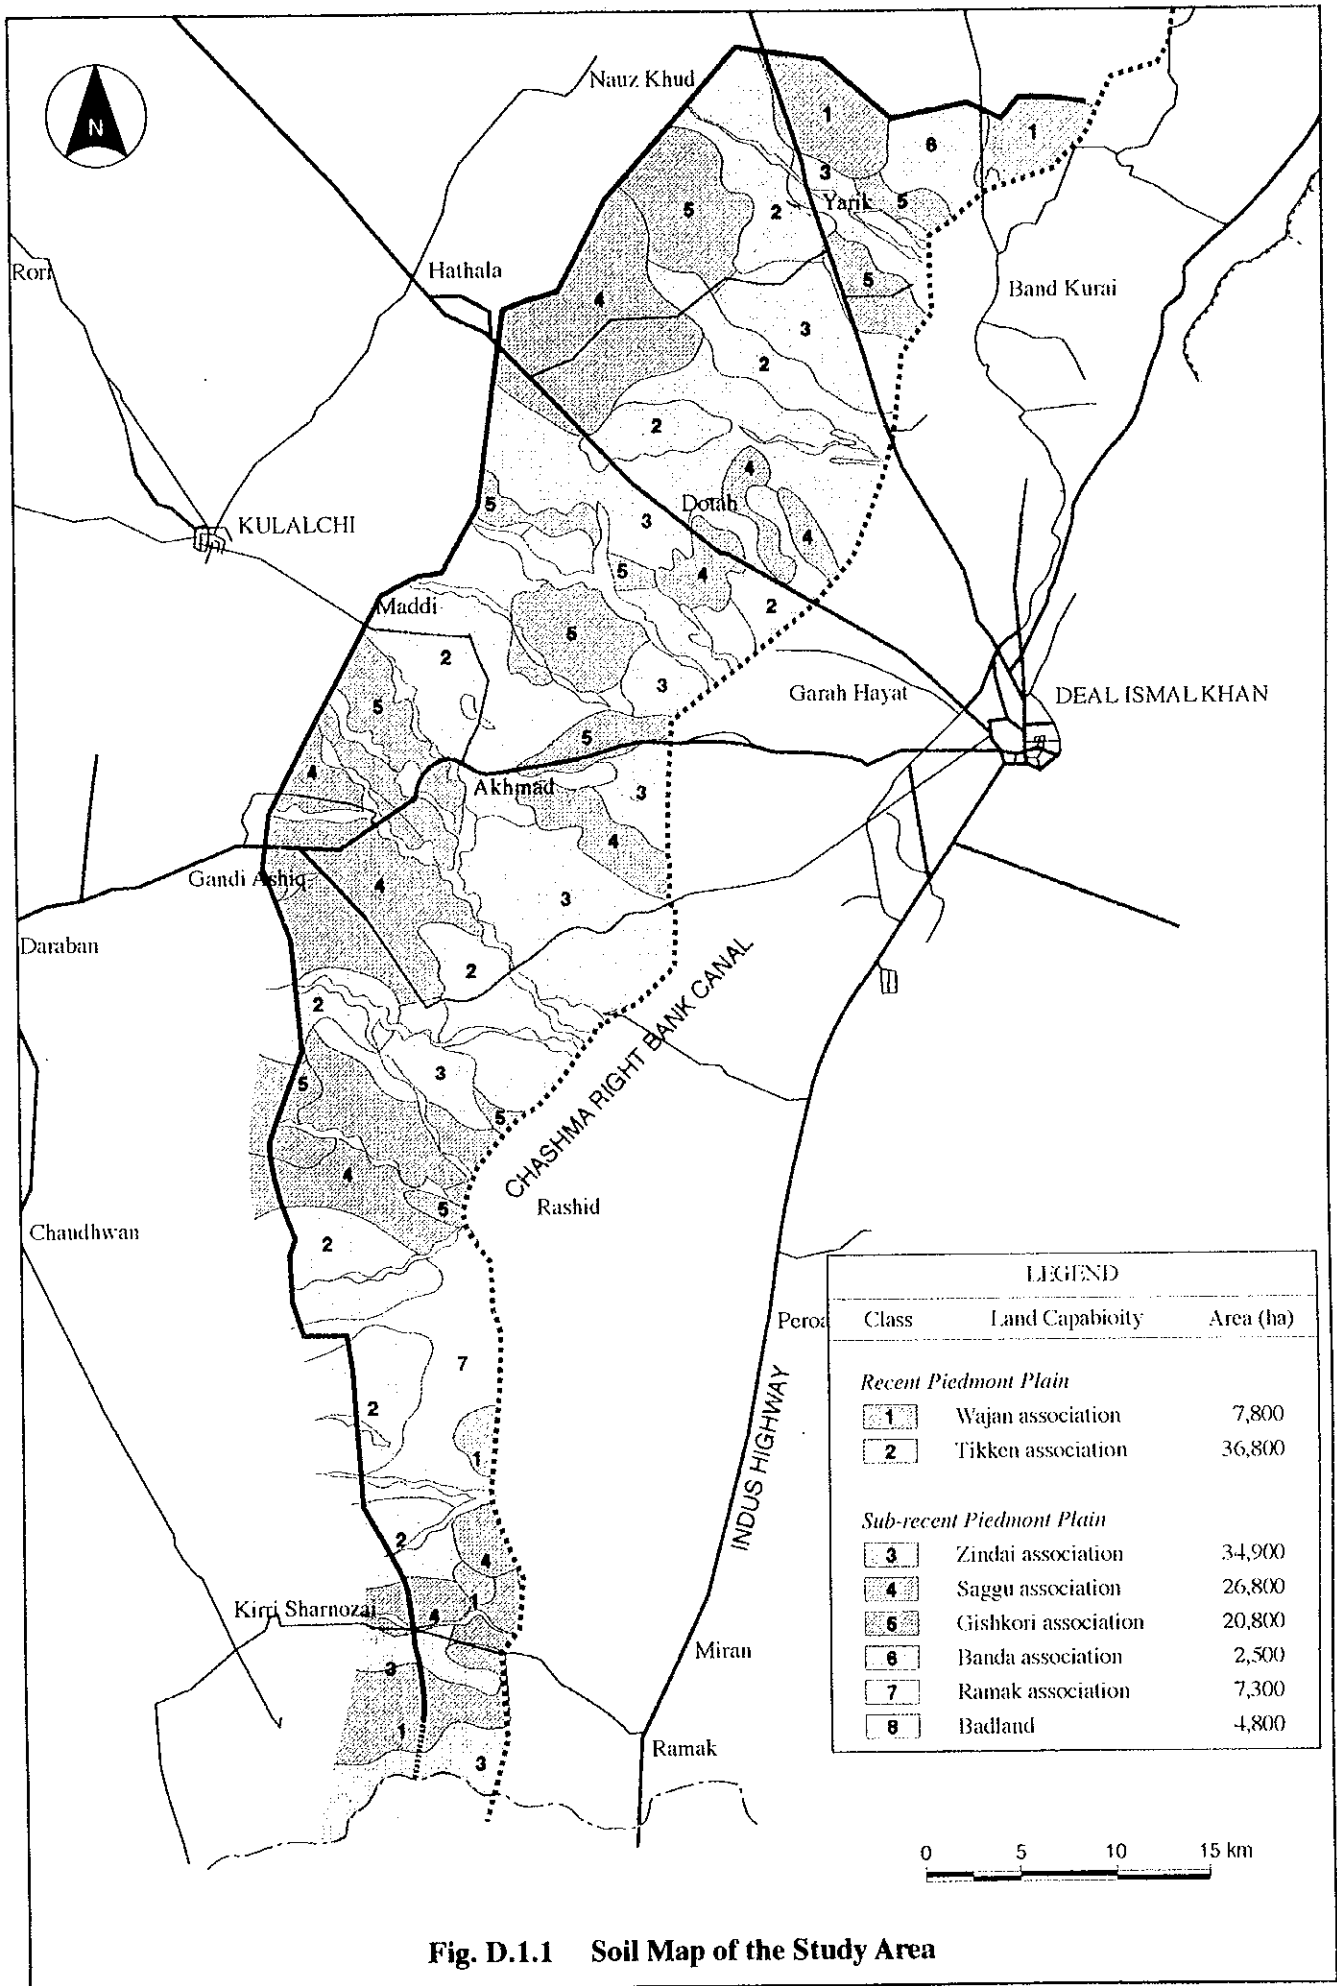 Nauz Khud
N
1
6
1
3
5
2
Yarik
5
Rori
Hathala
5
Band Kurai
4
3
2
2
4
5
Dotah
KULALCHI
3
4
5
4
Maddi
2
5
2
3
Garah Hayat
DEAL ISMALKHAN
5
5
4
Akhmad
3
4
Gandi Ashiq
4
3
Daraban
2
2
CHASHMA RIGHT BANK CANAL
3
5
5
4
Rashid
5
Chaudhwan
2
LEGEND
Class Land Capabioity Area (ha)
Recent Piedmont Plain
1 Wajan association 7,800
2 Tikken association 36,800
Sub-recent Piedmont Plain
3 Zindai association 34,900
4 Saggu association 26,800
5 Gishkori association 20,800
6 Banda association 2,500
7 Ramak association 7,300
8 Badland 4,800
Peroa
7
2
1
INDUS HIGHWAY
2
4
1
Kirri Sharnozai
4
Miran
3
1
Ramak
3
0 5 10 15 km
Fig. D.1.1 Soil Map of the Study Area